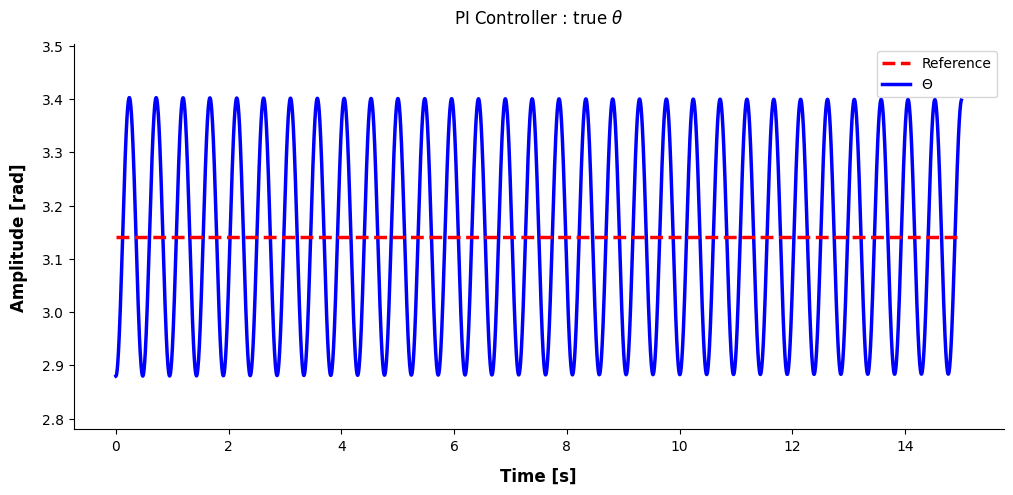 PI Controller : true θ
Amplitude [rad]
3.5
3.4
3.3
3.2
3.1
3.0
2.9
2.8
Reference
Θ
0 2 4 6 8 10 12 14
Time [s]